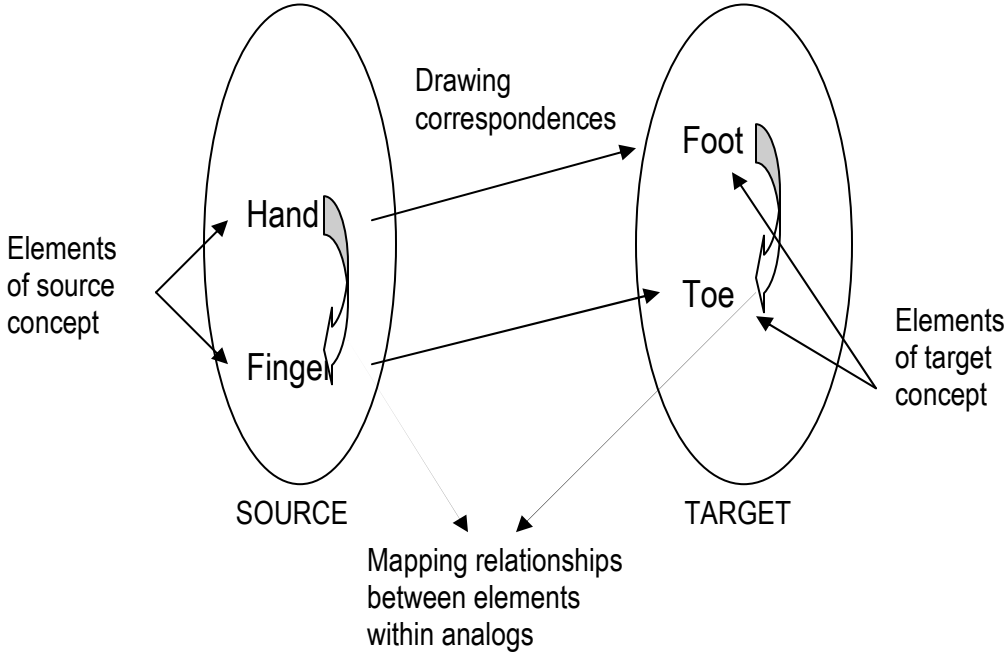 Drawing
correspondences
Foot
Hand
Elements
of source
concept
Toe
Elements
of target
concept
Finger
SOURCE
TARGET
Mapping relationships
between elements
within analogs